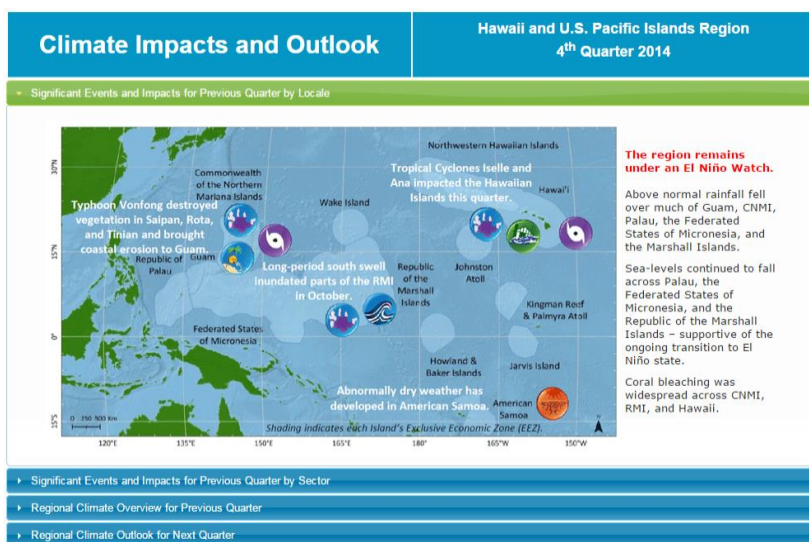 Climate Impacts and Outlook
Hawaii and U.S. Pacific Islands Region
4th Quarter 2014
Significant Events and Impacts for Previous Quarter by Locale
Northwestern Hawaiian Islands
30°N
Commonwealth
of the Northern
Mariana Islands
Tropical Cyclones Iselle and
Ana impacted the Hawaiian
Islands this quarter.
Hawai'i
Wake Island
Typhoon Vonfong destroyed
vegetation in Saipan, Rota,
and Tinian and brought
coastal erosion to Guam.
15°N
Republic of
Palau
Guam
Long-period south swell
inundated parts of the RMI
in October.
Republic
of the
Marshall
Islands
Johnston
Atoll
Kingman Reef
& Palmyra Atoll
Federated States
of Micronesia
0°
Howland &
Baker Islands
Jarvis Island
Abnormally dry weather has
developed in American Samoa.
American
Samoa
15°S
0 250 500 Km
Shading indicates each Island's Exclusive Economic Zone (EEZ).
N
120°E
135°E
150°E
165°E
180°
165°W
150°W
The region remains
under an El Niño Watch.
Above normal rainfall fell
over much of Guam, CNMI,
Palau, the Federated
States of Micronesia, and
the Marshall Islands.
Sea-levels continued to fall
across Palau, the
Federated States of
Micronesia, and the
Republic of the Marshall
Islands – supportive of the
ongoing transition to El
Niño state.
Coral bleaching was
widespread across CNMI,
RMI, and Hawaii.
Significant Events and Impacts for Previous Quarter by Sector
Regional Climate Overview for Previous Quarter
Regional Climate Outlook for Next Quarter